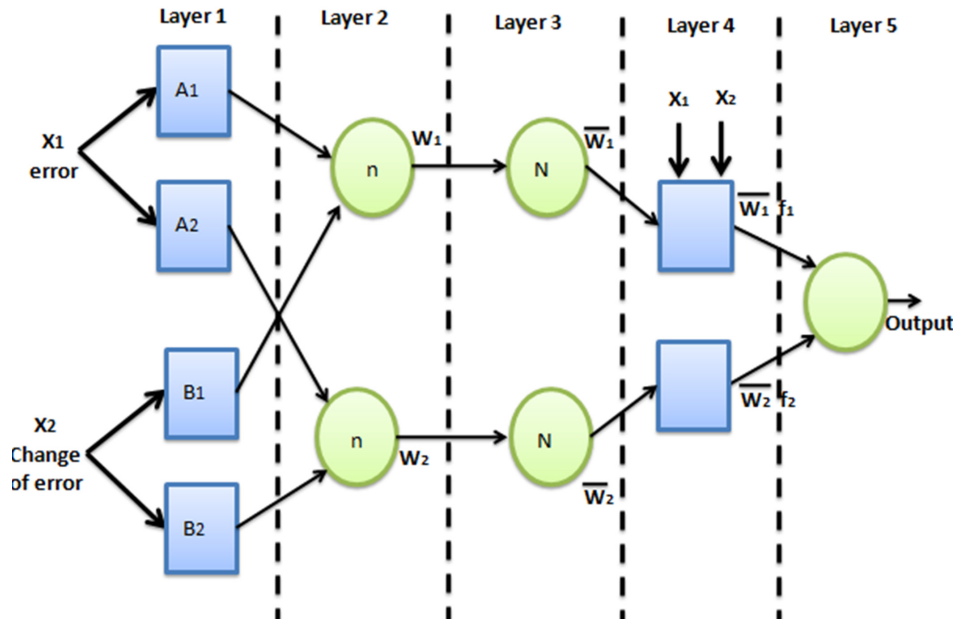 Layer 1
Layer 2
Layer 3
Layer 4
Layer 5
A1
X1
error
A2
n
W1
N
W̅1
X1
X2
W̅1 f1
Output
B1
X2
Change
of error
B2
n
W2
N
W̅2
W̅2 f2